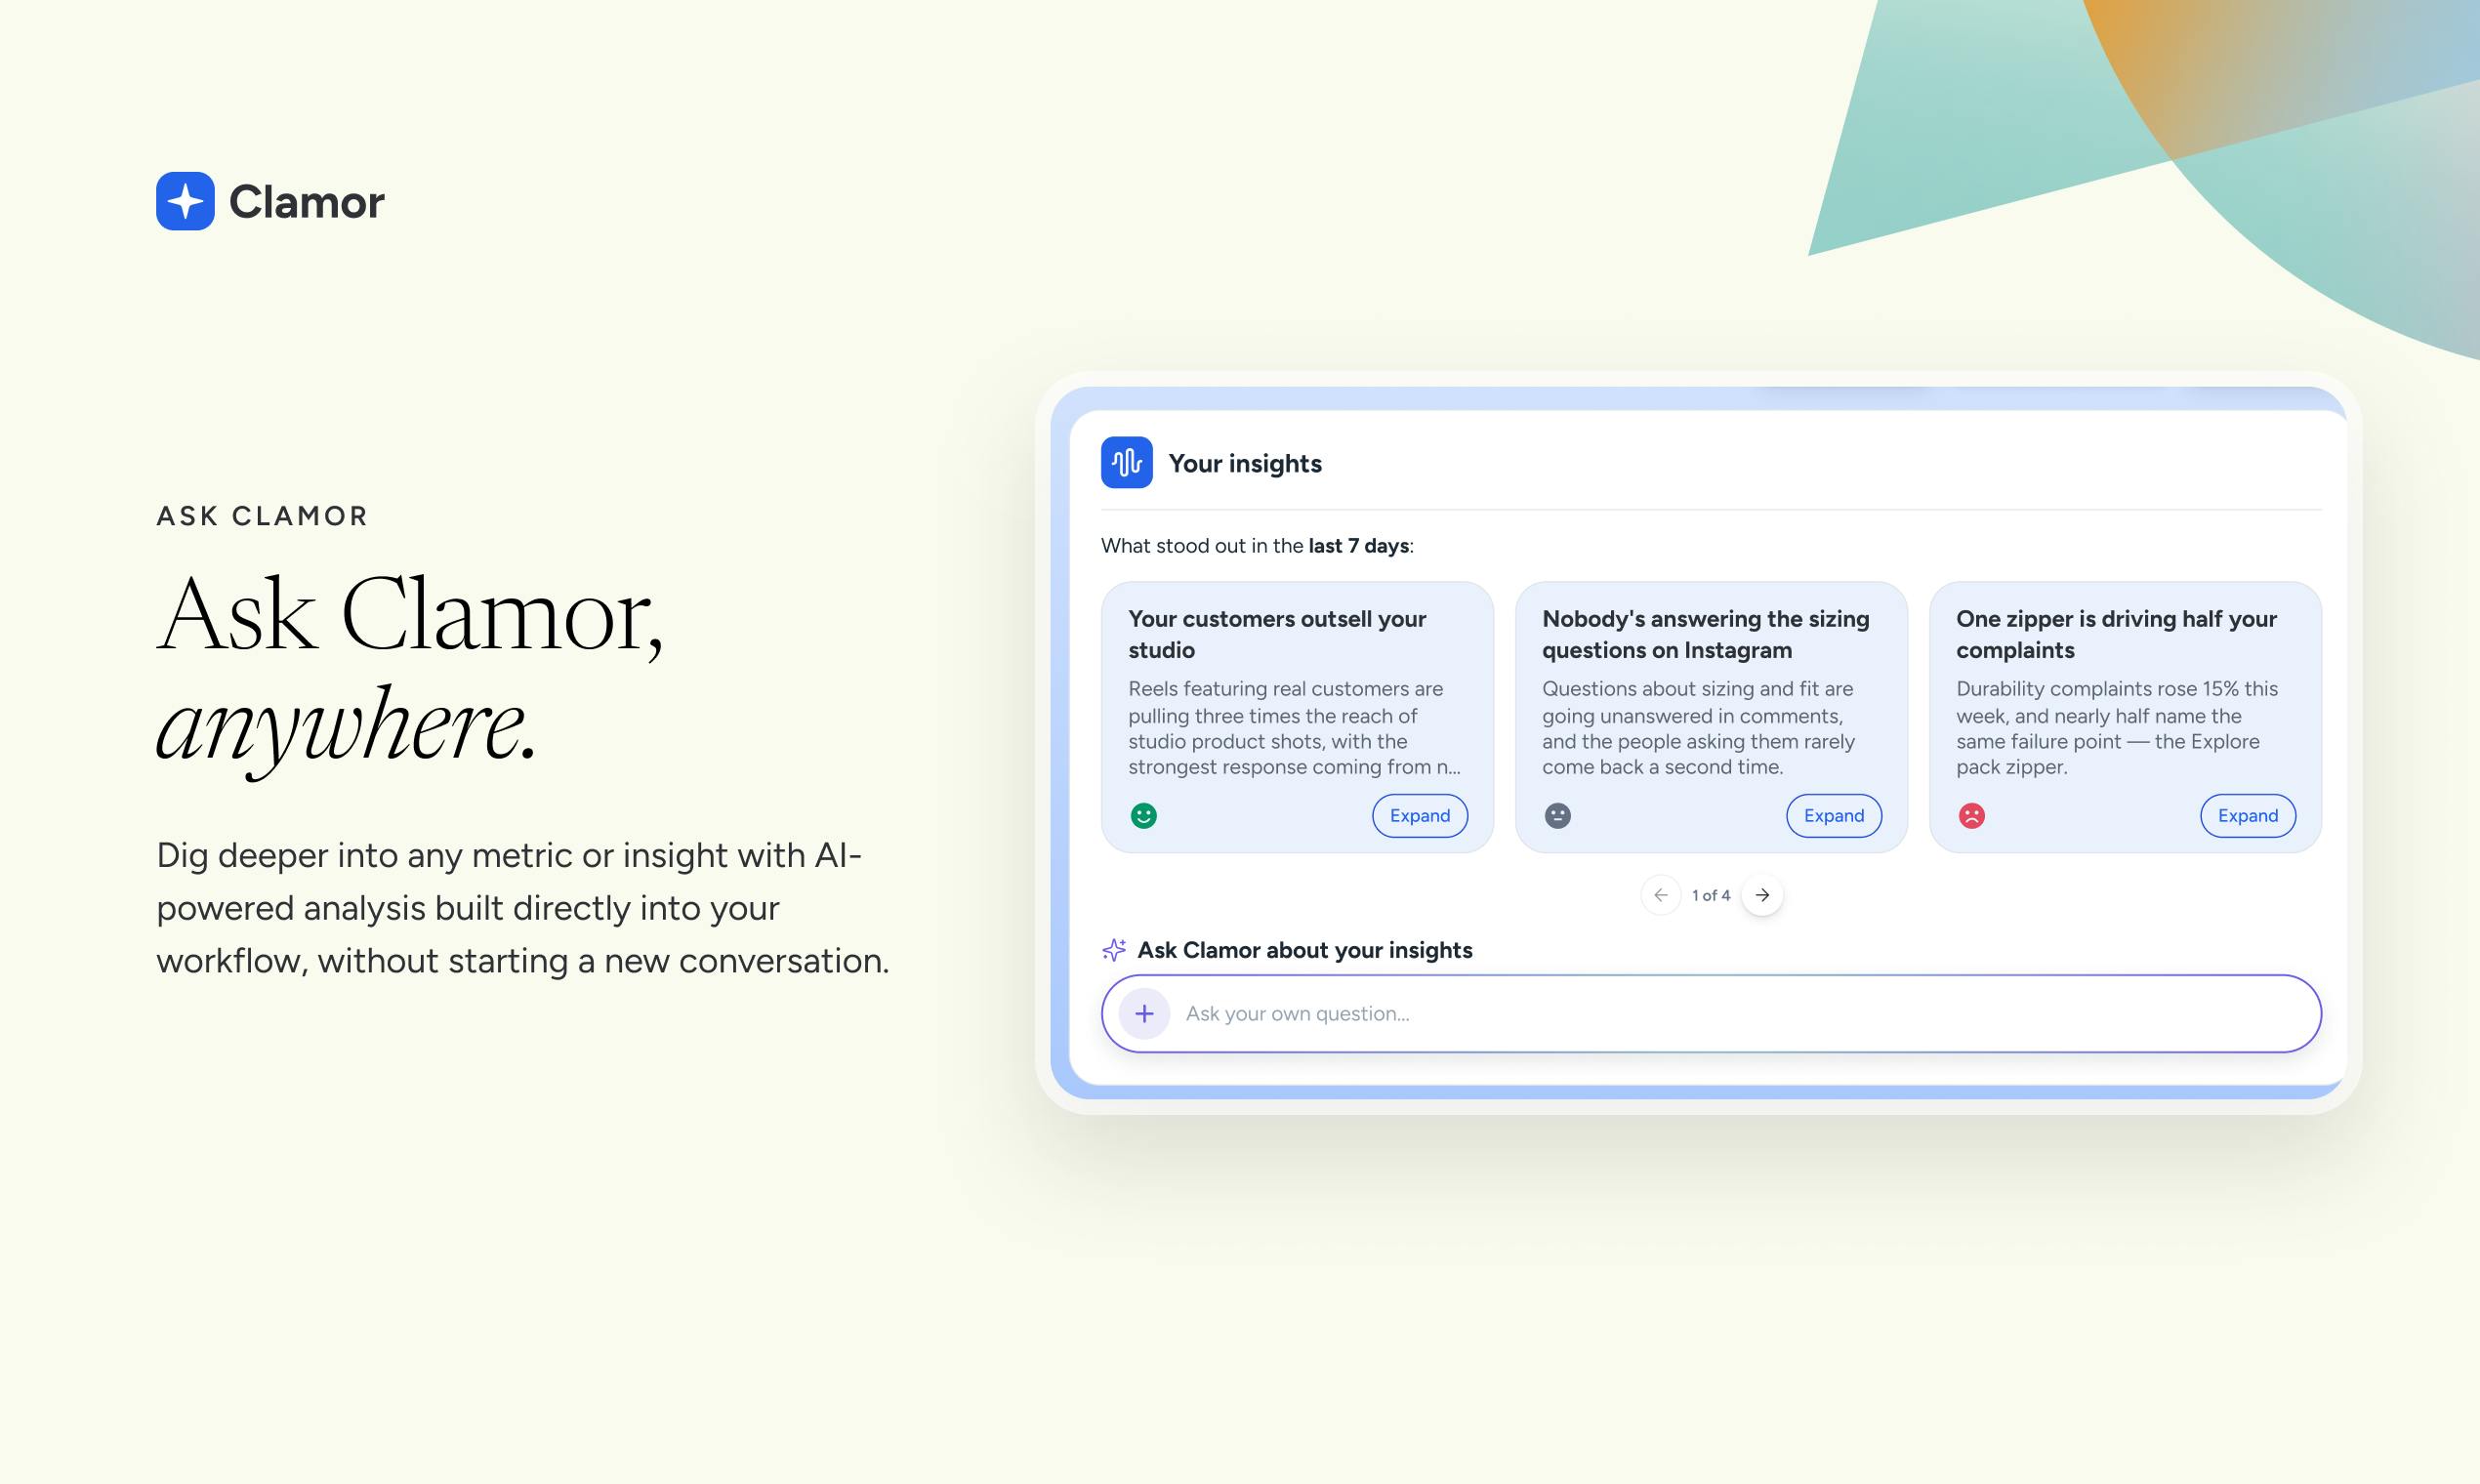 Clamor
ASK CLAMOR
Ask Clamor,
anywhere.
Dig deeper into any metric or insight with AI-
powered analysis built directly into your
workflow, without starting a new conversation.
Your insights
What stood out in the last 7 days:
Your customers outsell your
studio
Reels featuring real customers are
pulling three times the reach of
studio product shots, with the
strongest response coming from n...
Expand
Nobody's answering the sizing
questions on Instagram
Questions about sizing and fit are
going unanswered in comments,
and the people asking them rarely
come back a second time.
Expand
One zipper is driving half your
complaints
Durability complaints rose 15% this
week, and nearly half name the
same failure point — the Explore
pack zipper.
Expand
1 of 4
Ask Clamor about your insights
Ask your own question...